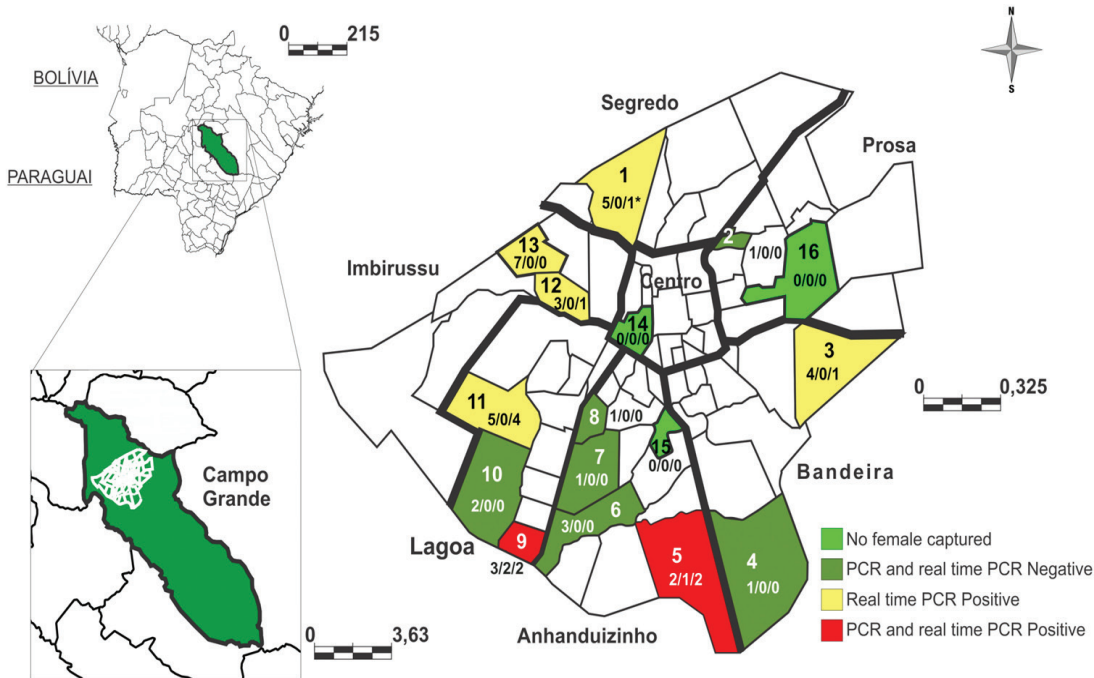 0 215
BOLÍVIA
PARAGUAI
N
S
Segredo
Prosa
1
5/0/1*
2
1/0/0
16
0/0/0
13
7/0/0
Imbirussu
12
3/0/1
Centro
14
0/0/0
3
4/0/1
0 0,325
11
5/0/4
8
1/0/0
15
0/0/0
7
1/0/0
Bandeira
10
2/0/0
6
3/0/0
Lagoa
9
3/2/2
5
2/1/2
4
1/0/0
Anhanduizinho
Campo
Grande
0 3,63
No female captured
PCR and real time PCR Negative
Real time PCR Positive
PCR and real time PCR Positive